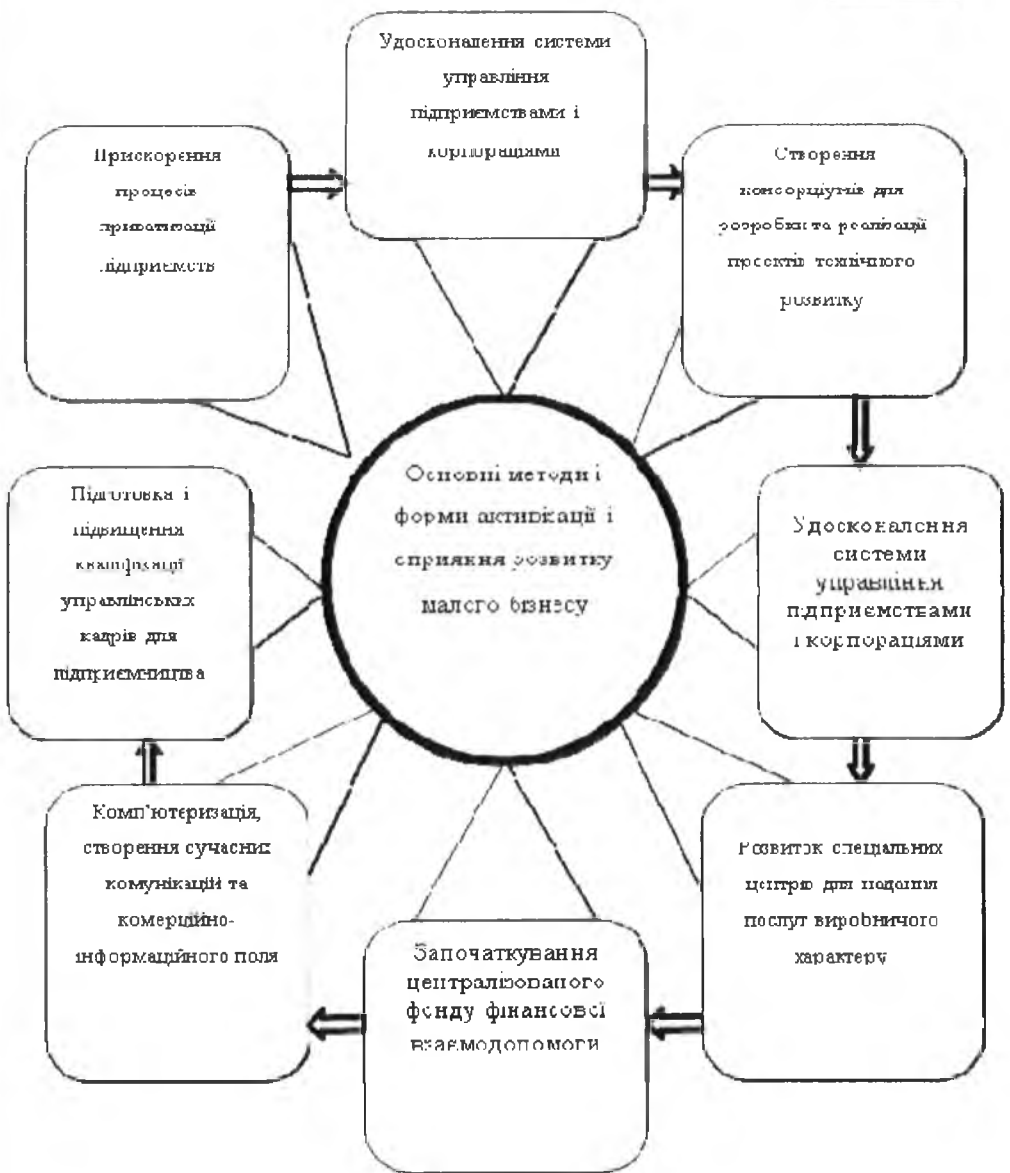 Удосконалення системи
управління
підприємствами і
корпораціями
Прискорення
процесів
приватизації
підприємств
Створення
консорціумів для
розробки та реалізації
проектів технічного
розвитку
Основні методи і
форми активікації і
сприяння розвитку
малого бізнесу
Підготовка і
підвищення
кваліфікації
управлінських
кадрів для
підприємництва
Удосконалення
системи
управління
підприємствами
і корпораціями
Комп'ютеризація,
створення сучасних
комунікацій та
комерційно-
інформаційного поля
Розвиток спеціальних
центрів для надання
послуг виробничого
характеру
Започаткування
централізованого
фонду фінансової
взаємодопомоги